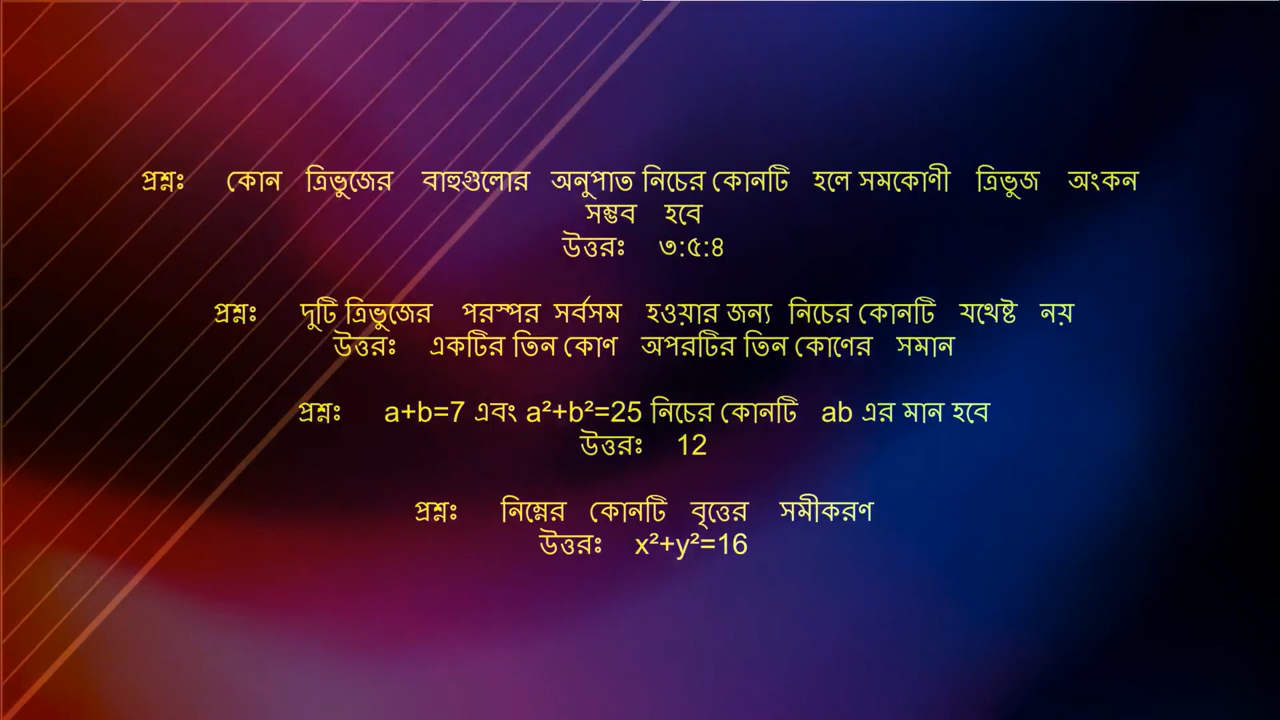 প্রশ্নঃ কোন ত্রিভুজের বাহুগুলোর অনুপাত নিচের কোনটি হলে সমকোণী ত্রিভুজ অংকন
সম্ভব হবে
উত্তরঃ ৩:৫:৪
প্রশ্নঃ দুটি ত্রিভুজের পরস্পর সর্বসম হওয়ার জন্য নিচের কোনটি যথেষ্ট নয়
উত্তরঃ একটির তিন কোণ অপরটির তিন কোণের সমান
প্রশ্নঃ a+b=7 এবং a²+b²=25 নিচের কোনটি ab এর মান হবে
উত্তরঃ 12
প্রশ্নঃ নিম্নের কোনটি বৃত্তের সমীকরণ
উত্তরঃ x²+y²=16